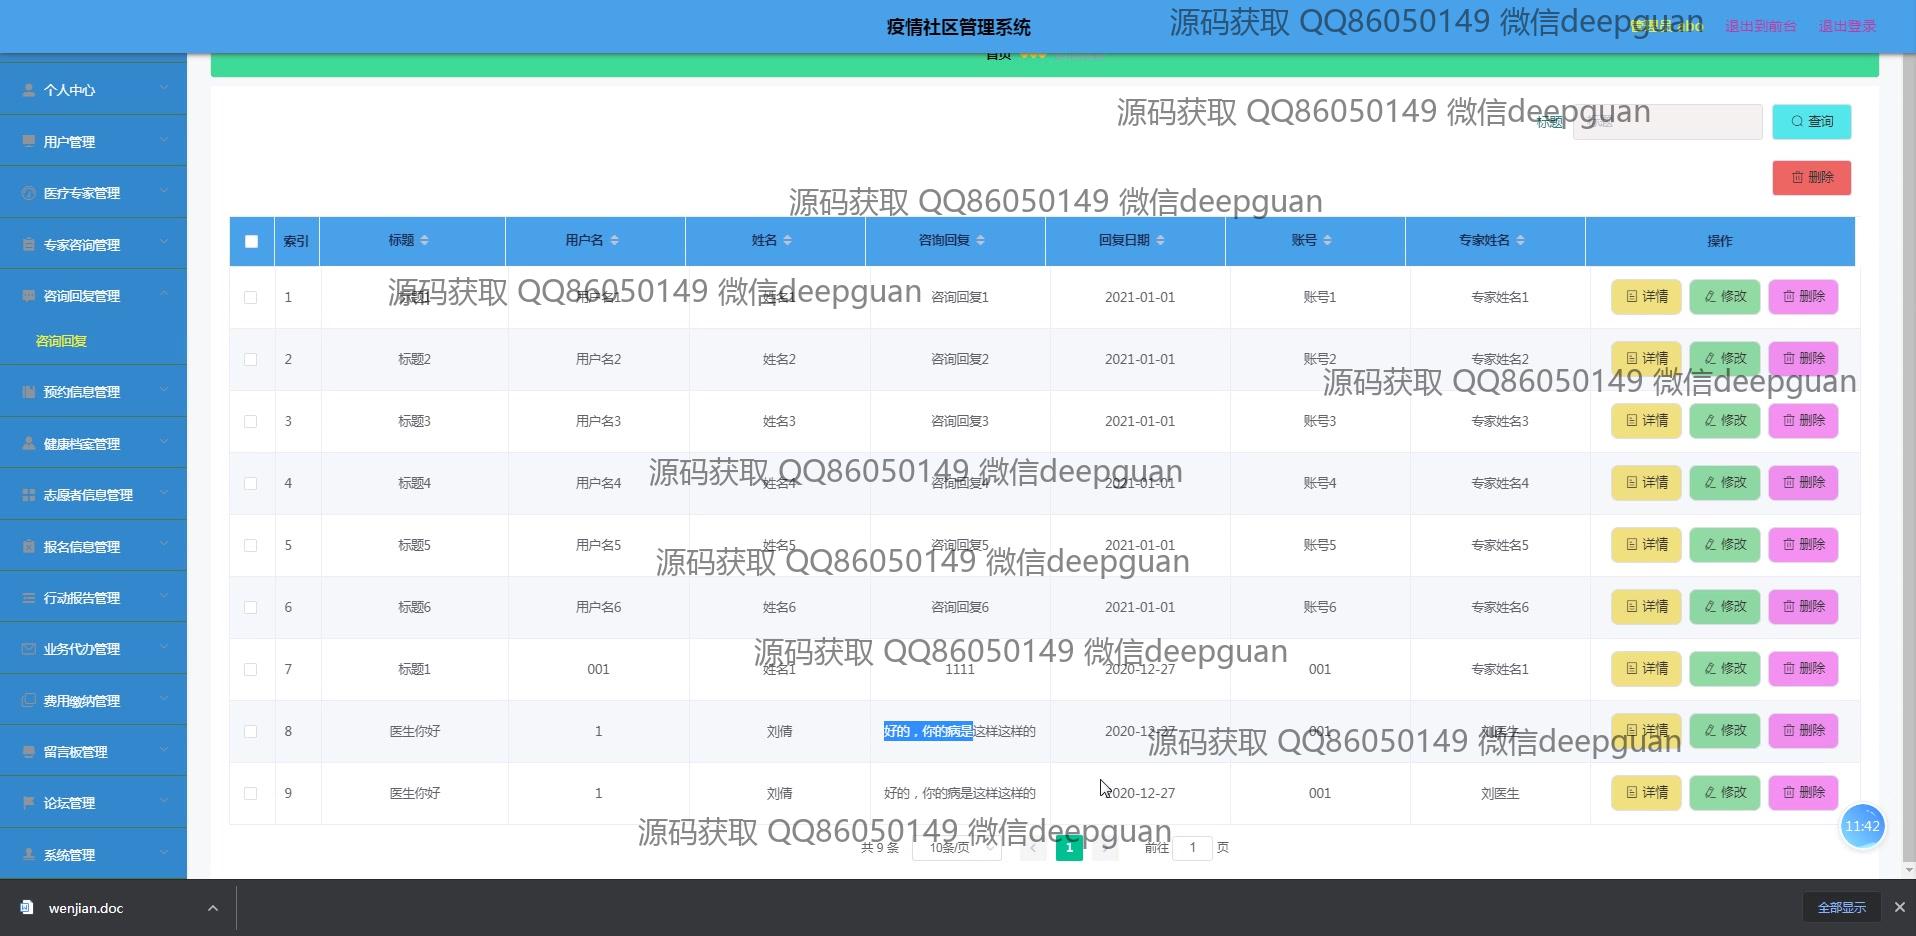 疫情社区管理系统
源码获取 QQ86050149 微信deepguan
退出到前台 退出登录
首页
个人中心
用户管理
医疗专家管理
专家咨询管理
咨询回复管理
咨询回复
预约信息管理
健康档案管理
志愿者信息管理
报名信息管理
行动报告管理
业务代办管理
费用缴纳管理
留言板管理
论坛管理
系统管理
源码获取 QQ86050149 微信deepguan
标题 标题 查询
删除
源码获取 QQ86050149 微信deepguan
索引 标题 用户名 姓名 咨询回复 回复日期 账号 专家姓名 操作
源码获取 QQ86050149 微信deepguan
1 标题1 用户名1 姓名1 咨询回复1 2021-01-01 账号1 专家姓名1 详情 修改 删除
2 标题2 用户名2 姓名2 咨询回复2 2021-01-01 账号2 专家姓名2 详情 修改 删除
源码获取 QQ86050149 微信deepguan
3 标题3 用户名3 姓名3 咨询回复3 2021-01-01 账号3 专家姓名3 详情 修改 删除
源码获取 QQ86050149 微信deepguan
4 标题4 用户名4 姓名4 咨询回复4 2021-01-01 账号4 专家姓名4 详情 修改 删除
5 标题5 用户名5 姓名5 咨询回复5 2021-01-01 账号5 专家姓名5 详情 修改 删除
源码获取 QQ86050149 微信deepguan
6 标题6 用户名6 姓名6 咨询回复6 2021-01-01 账号6 专家姓名6 详情 修改 删除
源码获取 QQ86050149 微信deepguan
7 标题1 001 姓名1 1111 2020-12-27 001 专家姓名1 详情 修改 删除
8 医生你好 1 刘倩 好的，你的病是这样这样的 2020-12-27 001 刘医生 详情 修改 删除
源码获取 QQ86050149 微信deepguan
9 医生你好 1 刘倩 好的，你的病是这样这样的 2020-12-27 001 刘医生 详情 修改 删除
11:42
源码获取 QQ86050149 微信deepguan
共 9 条 10条/页 1 前往 1 页
wenjian.doc 全部显示